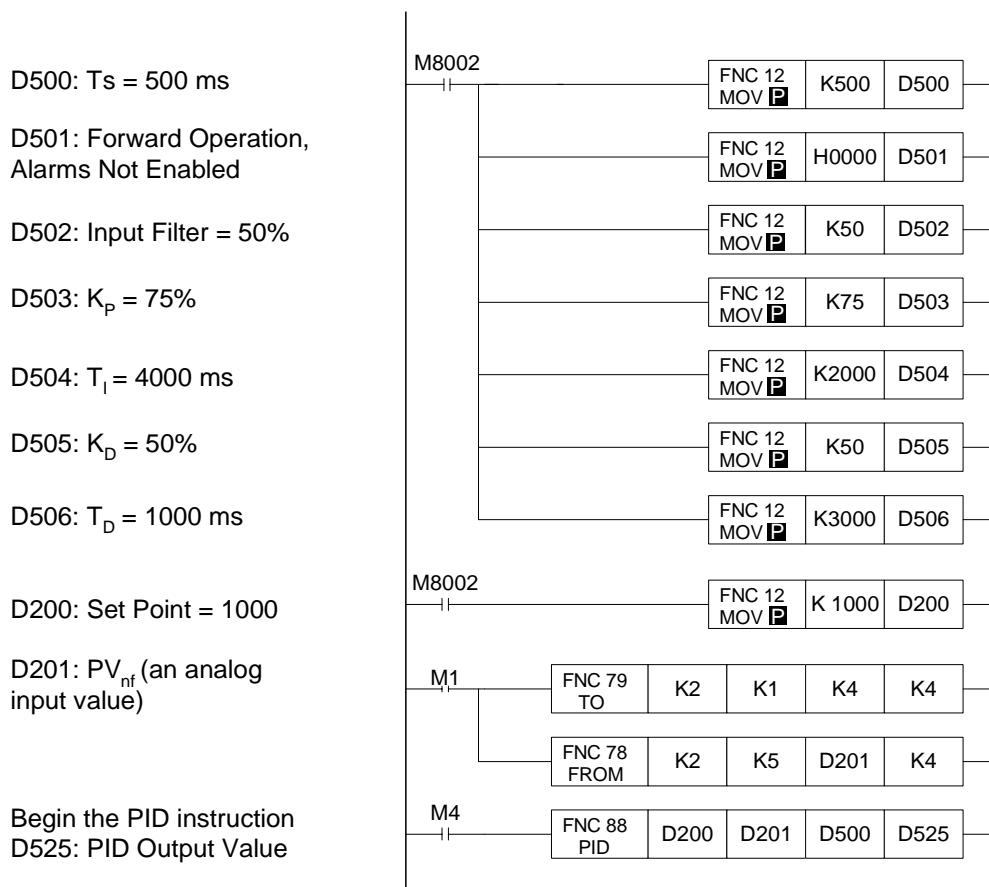 M8002
D500: Ts = 500 ms
FNC 12
MOV P
K500
D500
D501: Forward Operation,
Alarms Not Enabled
FNC 12
MOV P
H0000
D501
D502: Input Filter = 50%
FNC 12
MOV P
K50
D502
D503: KP = 75%
FNC 12
MOV P
K75
D503
D504: TI = 4000 ms
FNC 12
MOV P
K2000
D504
D505: KD = 50%
FNC 12
MOV P
K50
D505
D506: TD = 1000 ms
FNC 12
MOV P
K3000
D506
M8002
D200: Set Point = 1000
FNC 12
MOV P
K 1000
D200
D201: PVnf (an analog
input value)
M1
FNC 79
TO
K2
K1
K4
K4
FNC 78
FROM
K2
K5
D201
K4
Begin the PID instruction
D525: PID Output Value
M4
FNC 88
PID
D200
D201
D500
D525